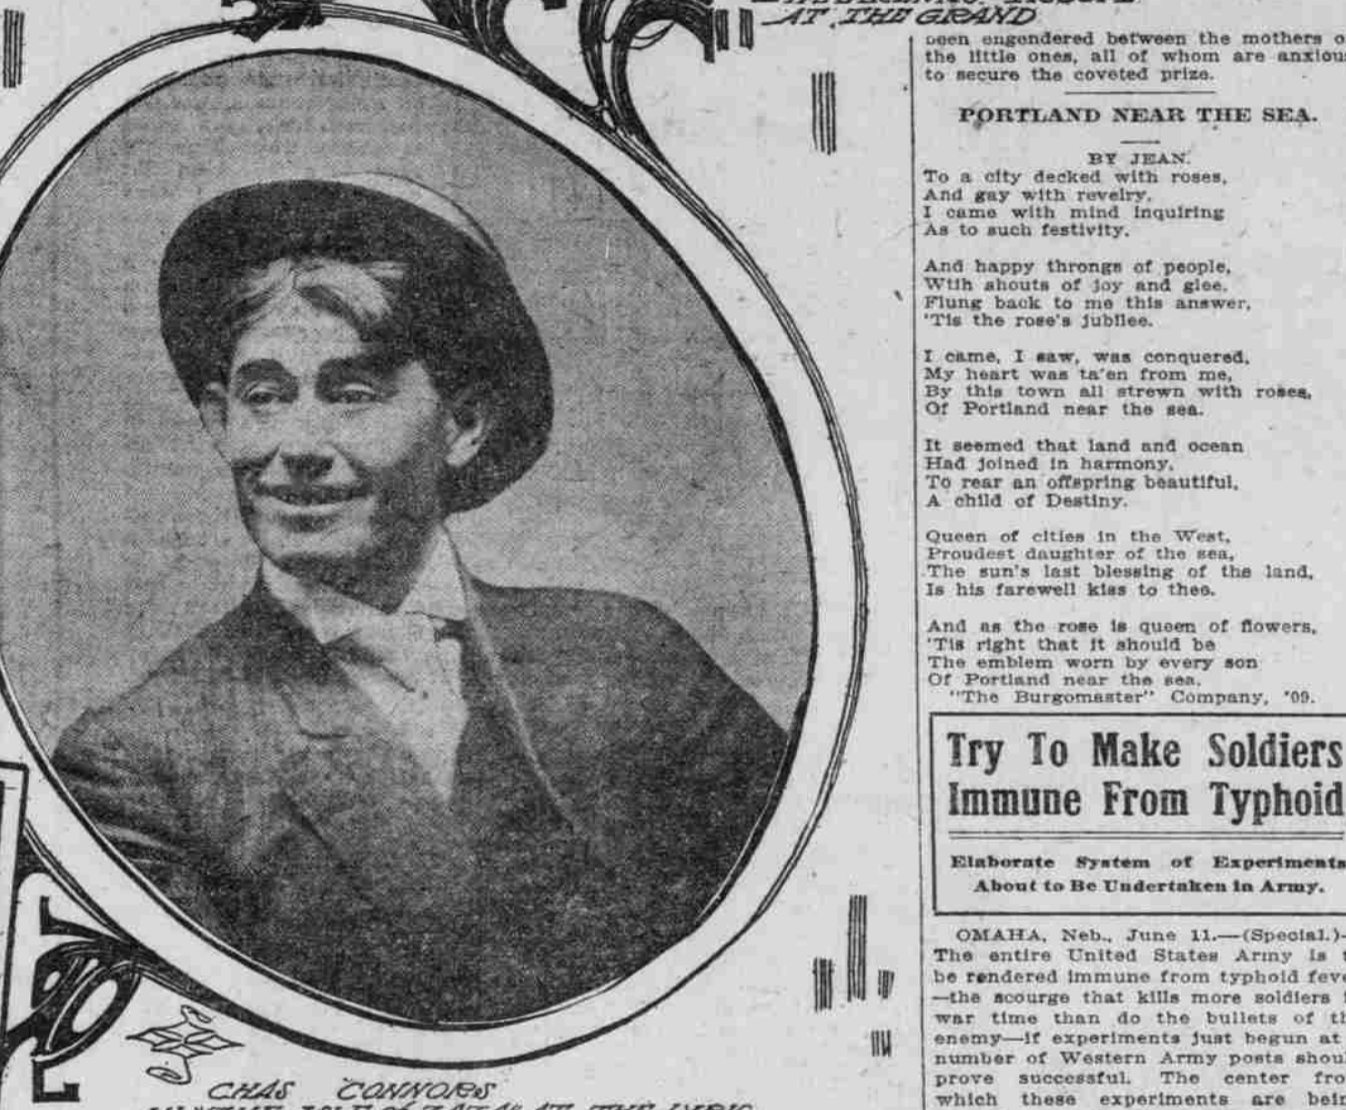 AT THE GRAND
been engendered between the mothers o
the little ones, all of whom are anxious
to secure the coveted prize.
PORTLAND NEAR THE SEA.
BY JEAN.
To a city decked with roses,
And gay with revelry,
I came with mind inquiring
As to such festivity.
And happy throngs of people,
Wtih shouts of joy and glee,
Flung back to me this answer,
'Tis the rose's jubilee.
I came, I saw, was conquered,
My heart was ta'en from me,
By this town all strewn with roses,
Of Portland near the sea.
It seemed that land and ocean
Had joined in harmony,
To rear an offspring beautiful,
A child of Destiny.
Queen of cities in the West,
Proudest daughter of the sea,
The sun's last blessing of the land,
Is his farewell kiss to thee.
And as the rose is queen of flowers,
'Tis right that it should be
The emblem worn by every son
Of Portland near the sea.
"The Burgomaster" Company, '09.
Try To Make Soldiers
Immune From Typhoid
Elaborate System of Experiments
About to Be Undertaken in Army.
OMAHA, Neb., June 11.—(Special.)—
The entire United States Army is t
be rendered immune from typhoid feve
—the scourge that kills more soldiers i
war time than do the bullets of th
enemy—if experiments just begun at
number of Western Army posts shoul
prove successful. The center fro
which these experiments are bein
CHAS CONNORS
AT THE LYRIC